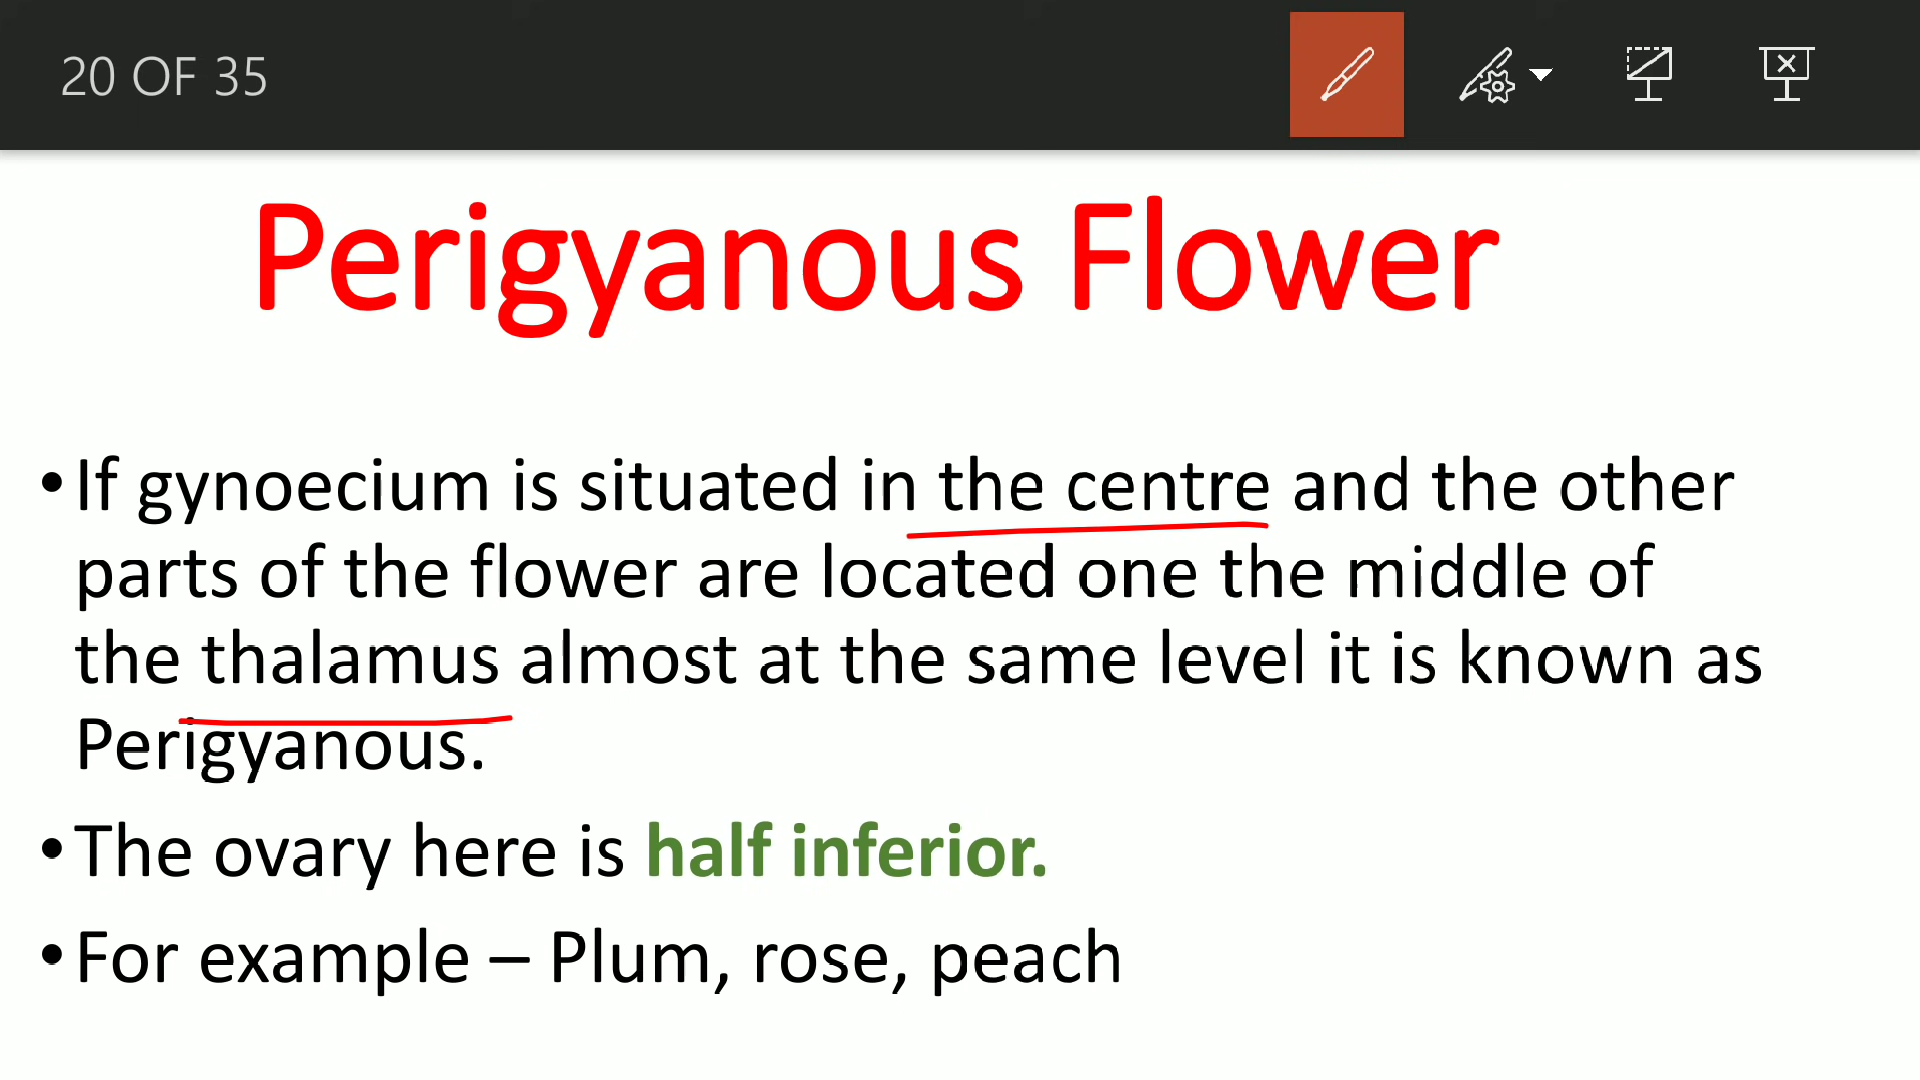 20 OF 35
Perigyanous Flower
•If gynoecium is situated in the centre and the other
parts of the flower are located one the middle of
the thalamus almost at the same level it is known as
Perigyanous.
•The ovary here is half inferior.
•For example – Plum, rose, peach